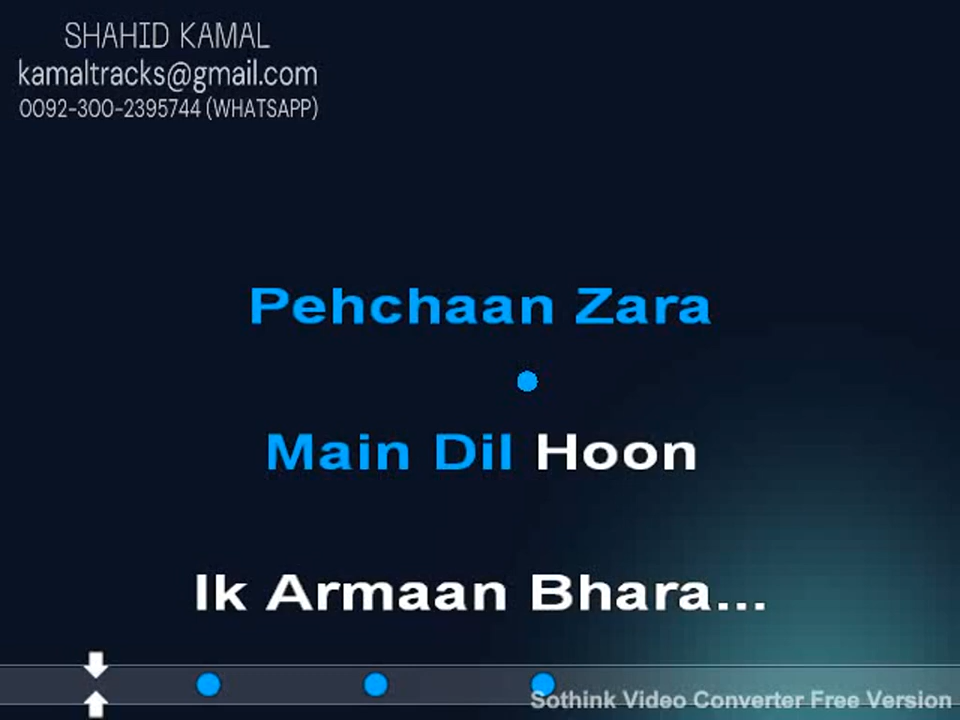 SHAHID KAMAL
kamaltracks@gmail.com
0092-300-2395744 (WHATSAPP)
Pehchaan Zara
Main Dil Hoon
Ik Armaan Bhara...
Sothink Video Converter Free Version